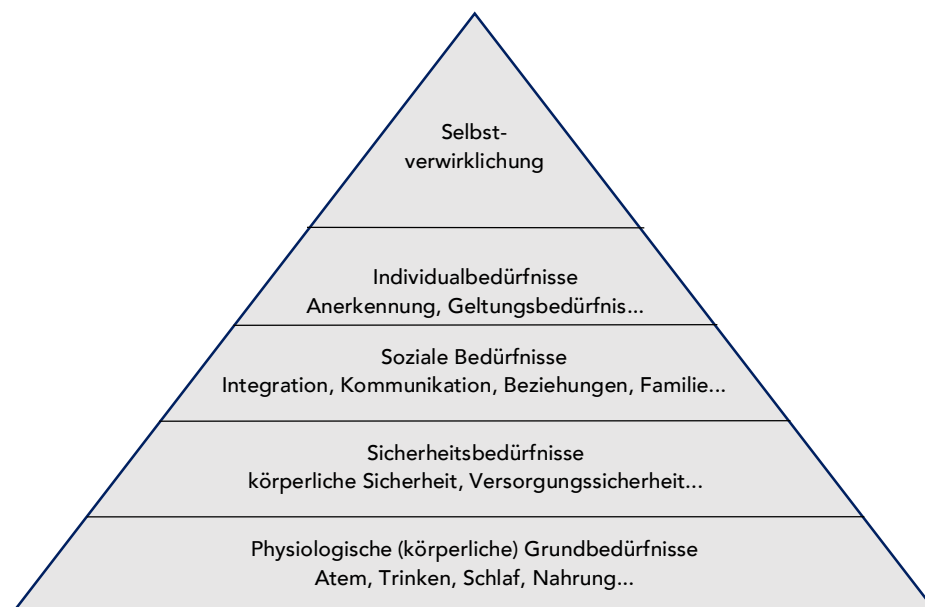 Selbst-
verwirklichung
Individualbedürfnisse
Anerkennung, Geltungsbedürfnis...
Soziale Bedürfnisse
Integration, Kommunikation, Beziehungen, Familie...
Sicherheitsbedürfnisse
körperliche Sicherheit, Versorgungssicherheit...
Physiologische (körperliche) Grundbedürfnisse
Atem, Trinken, Schlaf, Nahrung...